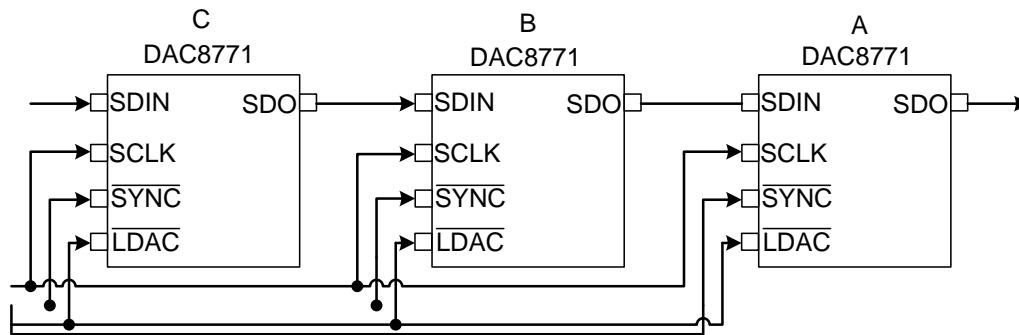 C
DAC8771
SDIN
SDO
SCLK
SYNC
LDAC
B
DAC8771
SDIN
SDO
SCLK
SYNC
LDAC
A
DAC8771
SDIN
SDO
SCLK
SYNC
LDAC